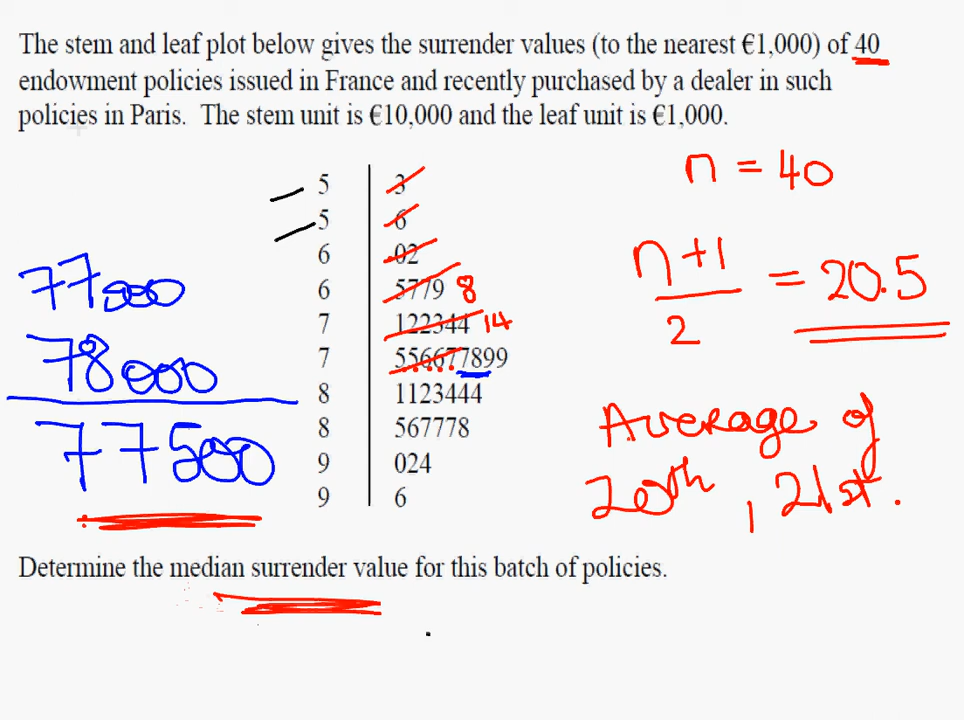 The stem and leaf plot below gives the surrender values (to the nearest €1,000) of 40
endowment policies issued in France and recently purchased by a dealer in such
policies in Paris. The stem unit is €10,000 and the leaf unit is €1,000.
n = 40
n+1
2
= 20.5
Average of
20th, 21st.
5 3
5 6
6 02
6 5779 8
7 122344 14
7 5566777899
8 1123444
8 567778
9 024
9 6
77000
78000
77500
Determine the median surrender value for this batch of policies.